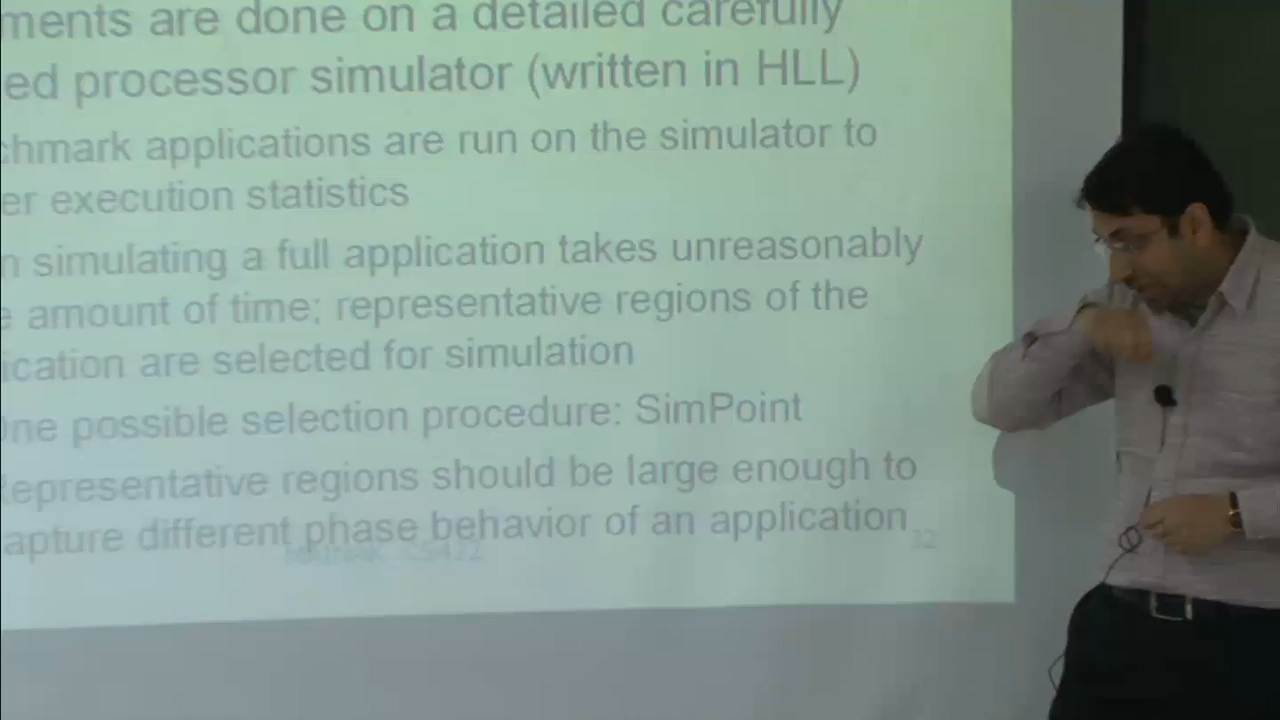 ments are done on a detailed carefully
ed processor simulator (written in HLL)
chmark applications are run on the simulator to
er execution statistics
n simulating a full application takes unreasonably
e amount of time; representative regions of the
ication are selected for simulation
One possible selection procedure: SimPoint
Representative regions should be large enough to
apture different phase behavior of an application
32